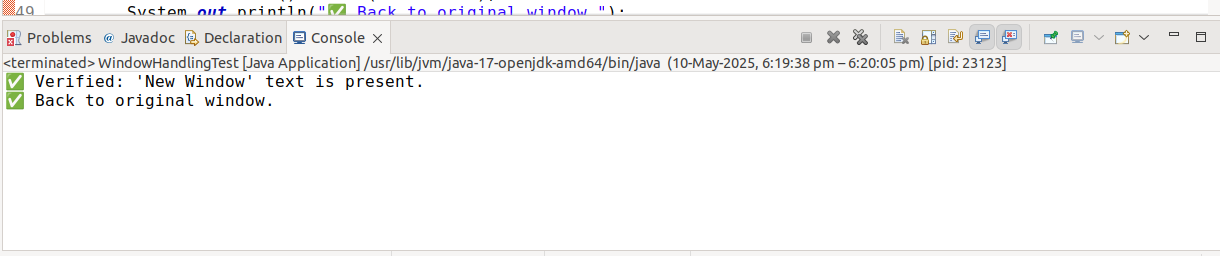 49 System.out.println("✅ Back to original window.");
Problems @ Javadoc Declaration Console
<terminated> WindowHandlingTest [Java Application] /usr/lib/jvm/java-17-openjdk-amd64/bin/java (10-May-2025, 6:19:38 pm – 6:20:05 pm) [pid: 23123]
✅ Verified: 'New Window' text is present.
✅ Back to original window.